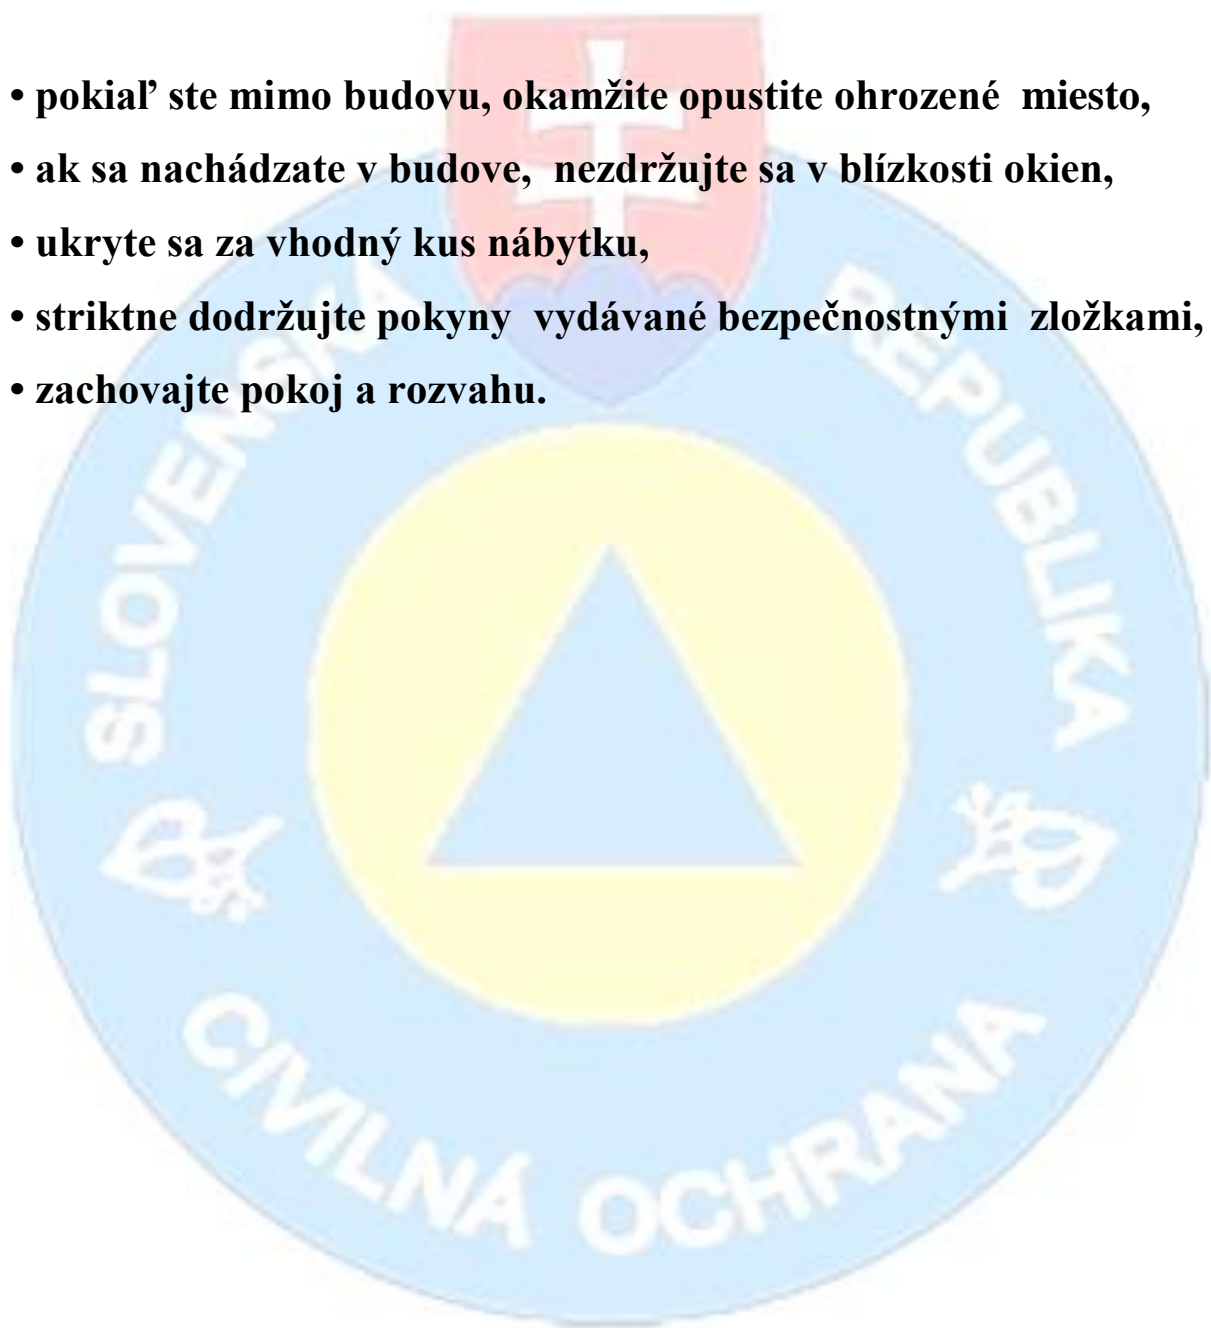 • pokiaľ ste mimo budovu, okamžite opustite ohrozené miesto,
• ak sa nachádzate v budove, nezdržujte sa v blízkosti okien,
• ukryte sa za vhodný kus nábytku,
• striktne dodržujte pokyny vydávané bezpečnostnými zložkami,
• zachovajte pokoj a rozvahu.
SLOVENSKÁ REPUBLIKA
CIVILNÁ OCHRANA